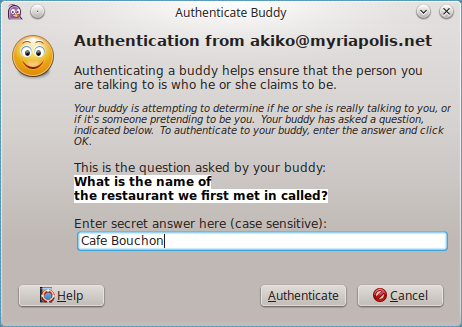 Authenticate Buddy
Authentication from akiko@myriapolis.net
Authenticating a buddy helps ensure that the person you
are talking to is who he or she claims to be.
Your buddy is attempting to determine if he or she is really talking to you, or
if it's someone pretending to be you.  Your buddy has asked a question,
indicated below.  To authenticate to your buddy, enter the answer and click
OK.
This is the question asked by your buddy:
What is the name of
the restaurant we first met in called?
Enter secret answer here (case sensitive):
Cafe Bouchon
Help
Authenticate
Cancel